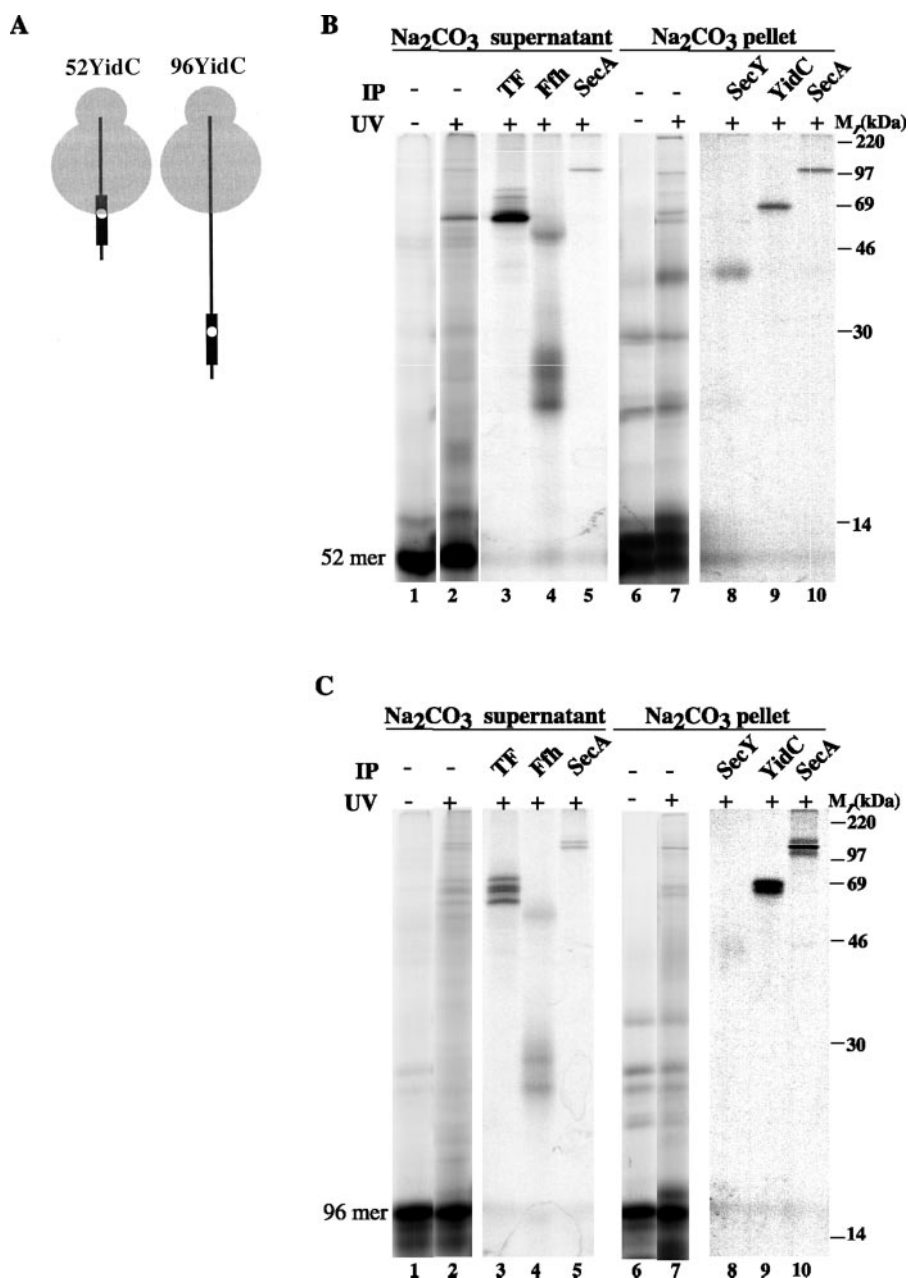 A
52YidC 96YidC
B
Na2CO3 supernatant Na2CO3 pellet
IP - - TF Ffh SecA - - SecY YidC SecA
UV - + + + + - + + + + Mr(kDa)
220
97
69
46
30
14
52 mer
1 2 3 4 5 6 7 8 9 10
C
Na2CO3 supernatant Na2CO3 pellet
IP - - TF Ffh SecA - - SecY YidC SecA
UV - + + + + - + + + + Mr(kDa)
220
97
69
46
30
96 mer
14
1 2 3 4 5 6 7 8 9 10